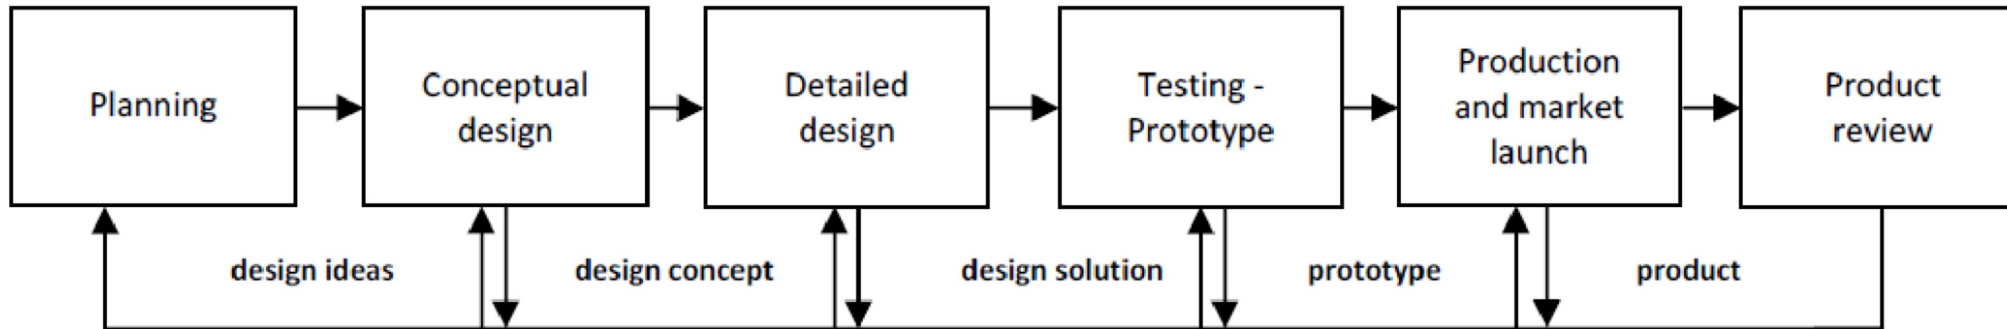 Planning
Conceptual
design
Detailed
design
Testing -
Prototype
Production
and market
launch
Product
review
design ideas
design concept
design solution
prototype
product